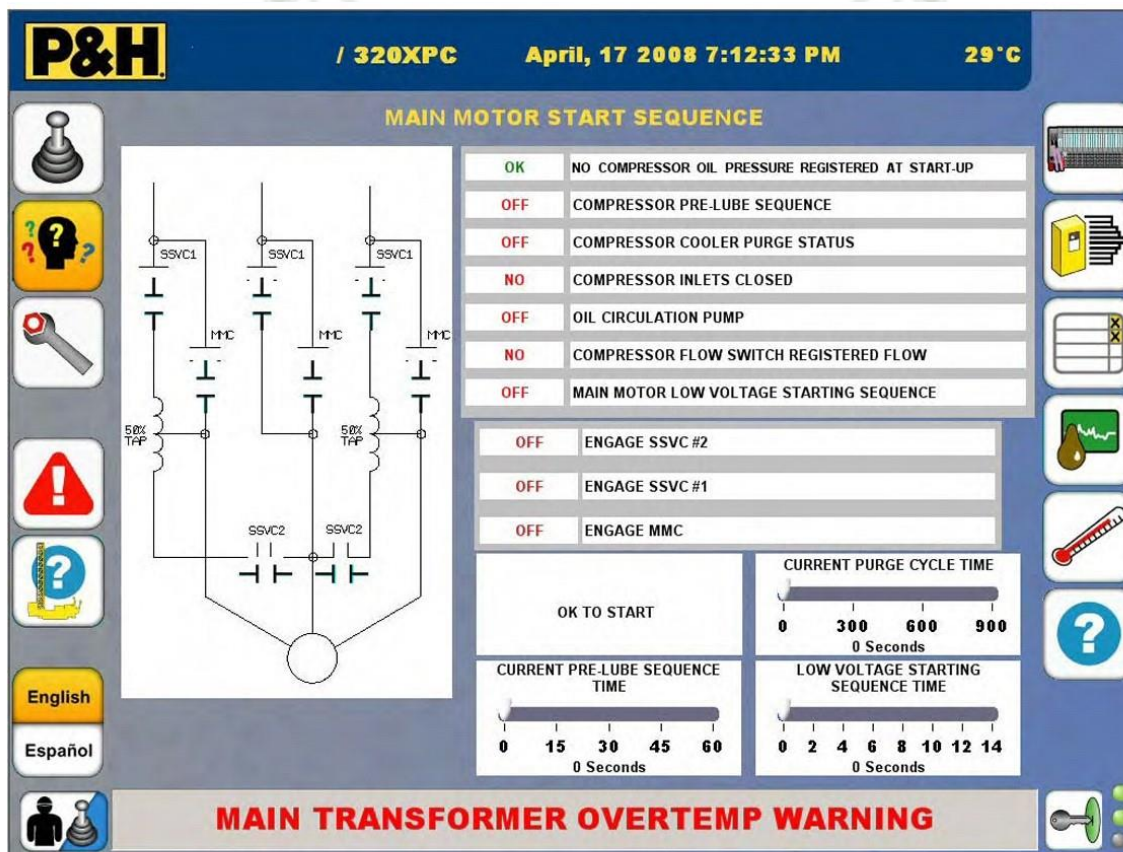 P&H
/ 320XPC
April, 17 2008 7:12:33 PM
29°C
MAIN MOTOR START SEQUENCE
SSVC1
SSVC1
SSVC1
MMC
MMC
MMC
50%
TAP
50%
TAP
SSVC2
SSVC2
OK NO COMPRESSOR OIL PRESSURE REGISTERED AT START-UP
OFF COMPRESSOR PRE-LUBE SEQUENCE
OFF COMPRESSOR COOLER PURGE STATUS
NO COMPRESSOR INLETS CLOSED
OFF OIL CIRCULATION PUMP
NO COMPRESSOR FLOW SWITCH REGISTERED FLOW
OFF MAIN MOTOR LOW VOLTAGE STARTING SEQUENCE
OFF ENGAGE SSVC #2
OFF ENGAGE SSVC #1
OFF ENGAGE MMC
OK TO START
CURRENT PURGE CYCLE TIME
0 300 600 900
0 Seconds
CURRENT PRE-LUBE SEQUENCE
TIME
0 15 30 45 60
0 Seconds
LOW VOLTAGE STARTING
SEQUENCE TIME
0 2 4 6 8 10 12 14
0 Seconds
? ? ?
!
?
English
Español
X
X
?
MAIN TRANSFORMER OVERTEMP WARNING